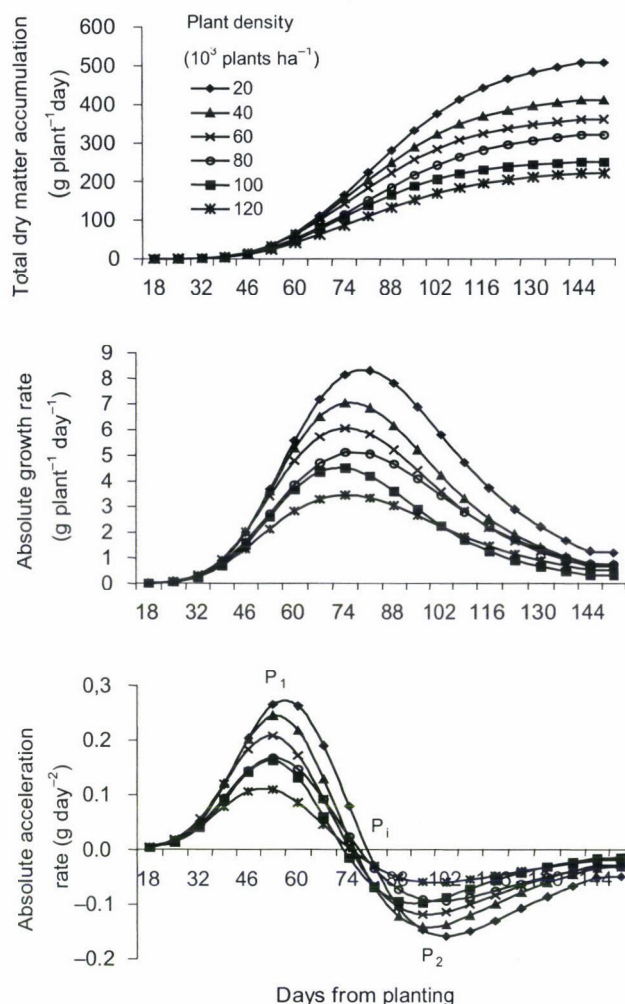 Plant density
(10³ plants ha⁻¹)
20
40
60
80
100
120
Total dry matter accumulation
(g plant⁻¹day)
600
500
400
300
200
100
0
18 32 46 60 74 88 102 116 130 144
Absolute growth rate
(g plant⁻¹ day⁻¹)
9
8
7
6
5
4
3
2
1
0
18 32 46 60 74 88 102 116 130 144
Absolute acceleration
rate (g day⁻²)
0,3
0.2
0.1
0.0
–0.1
–0.2
P₁
Pᵢ
P₂
18 32 46 60 74 88 102 130 144
Days from planting